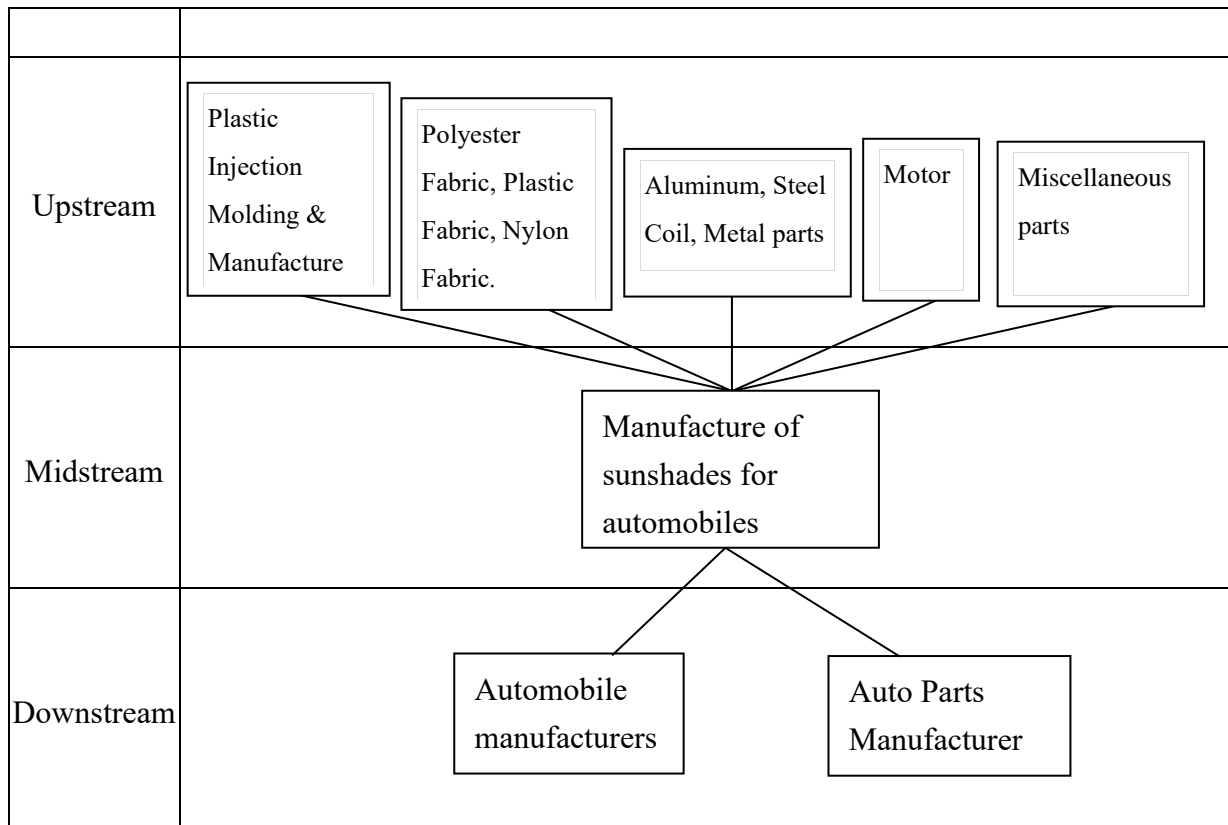 Upstream
Plastic
Injection
Molding &
Manufacture
Polyester
Fabric, Plastic
Fabric, Nylon
Fabric.
Aluminum, Steel
Coil, Metal parts
Motor
Miscellaneous
parts
Midstream
Manufacture of
sunshades for
automobiles
Downstream
Automobile
manufacturers
Auto Parts
Manufacturer